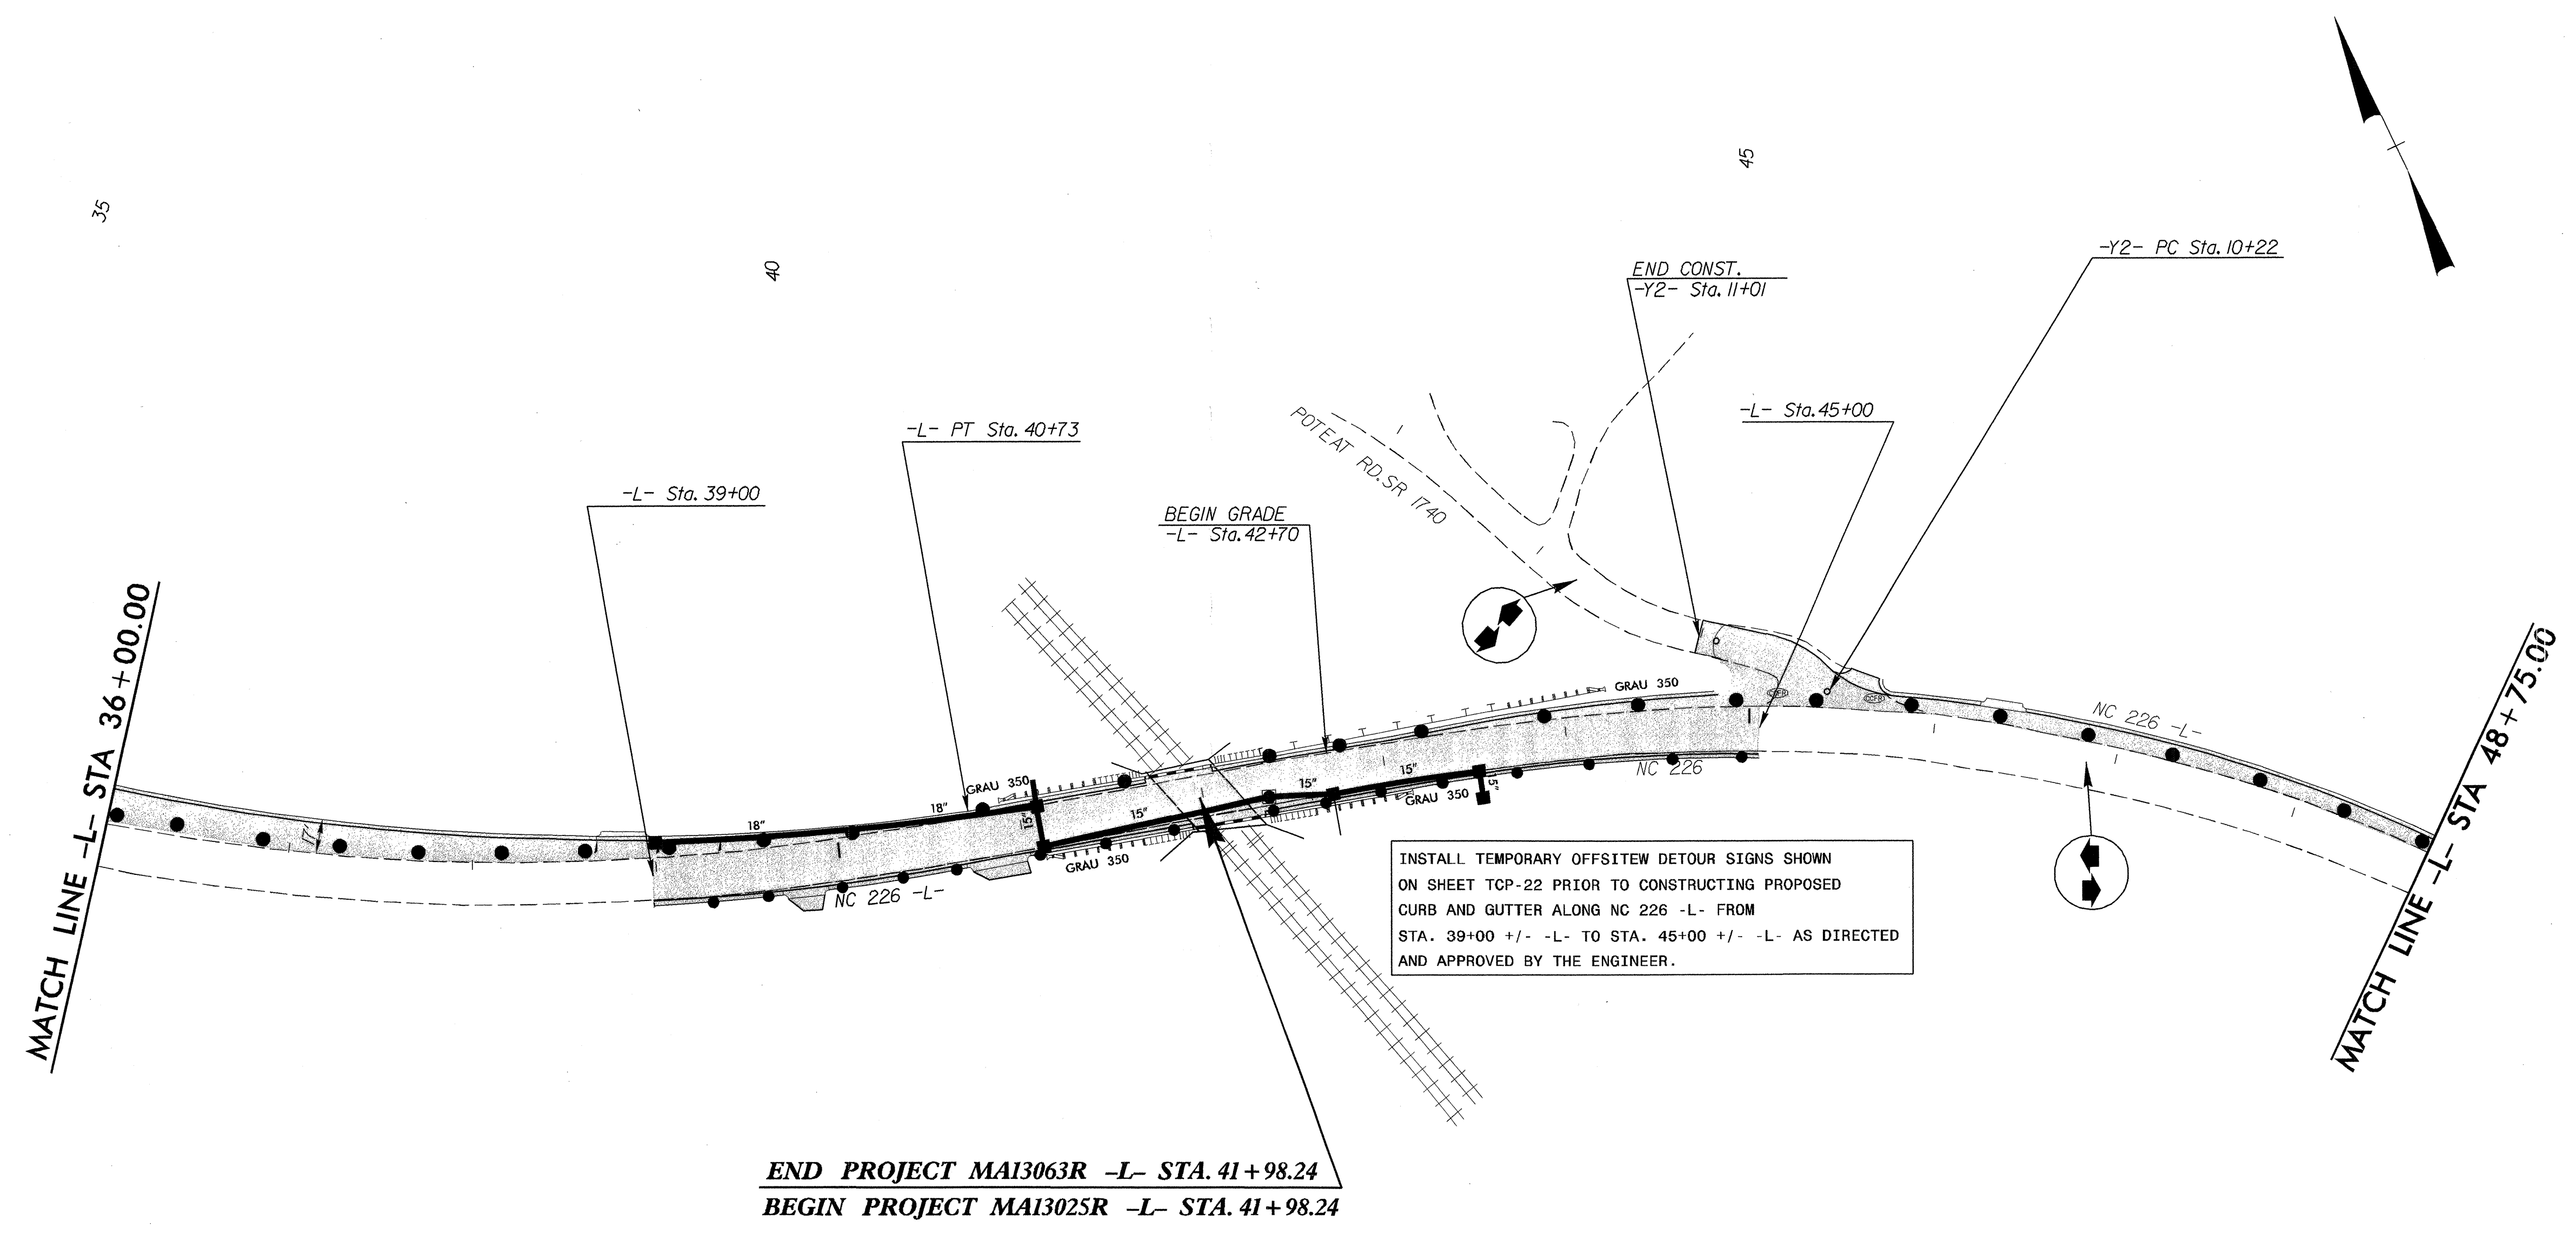 35
40
45
-Y2- PC Sta. 10+22
END CONST.
-Y2- Sta. 11+01
-L- Sta. 45+00
-L- PT Sta. 40+73
-L- Sta. 39+00
BEGIN GRADE
-L- Sta. 42+70
POTEAT RD. SR 1740
MATCH LINE -L- STA 36+00.00
MATCH LINE -L- STA 48+75.00
GRAU 350
GRAU 350
GRAU 350
GRAU 350
18"
18"
15"
15"
15"
15"
15"
11'
NC 226 -L-
NC 226
NC 226 -L-
INSTALL TEMPORARY OFFSITEW DETOUR SIGNS SHOWN
ON SHEET TCP-22 PRIOR TO CONSTRUCTING PROPOSED
CURB AND GUTTER ALONG NC 226 -L- FROM
STA. 39+00 +/- -L- TO STA. 45+00 +/- -L- AS DIRECTED
AND APPROVED BY THE ENGINEER.
END PROJECT MA13063R -L- STA. 41+98.24
BEGIN PROJECT MA13025R -L- STA. 41+98.24